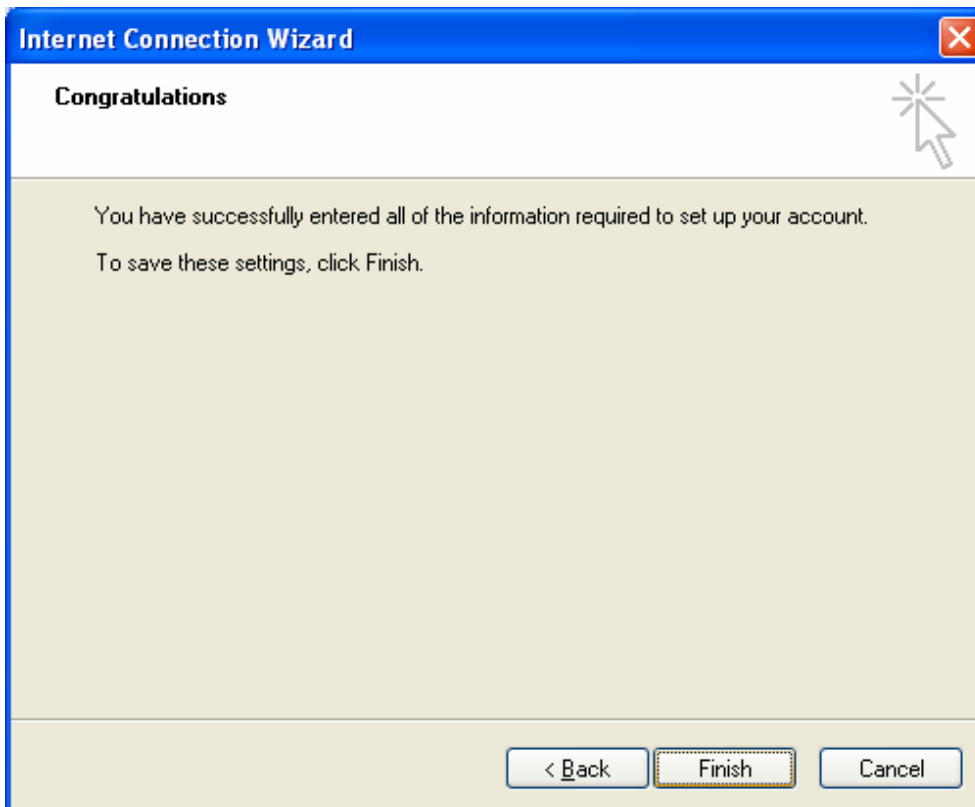 Internet Connection Wizard
Congratulations
You have successfully entered all of the information required to set up your account.
To save these settings, click Finish.
< Back
Finish
Cancel